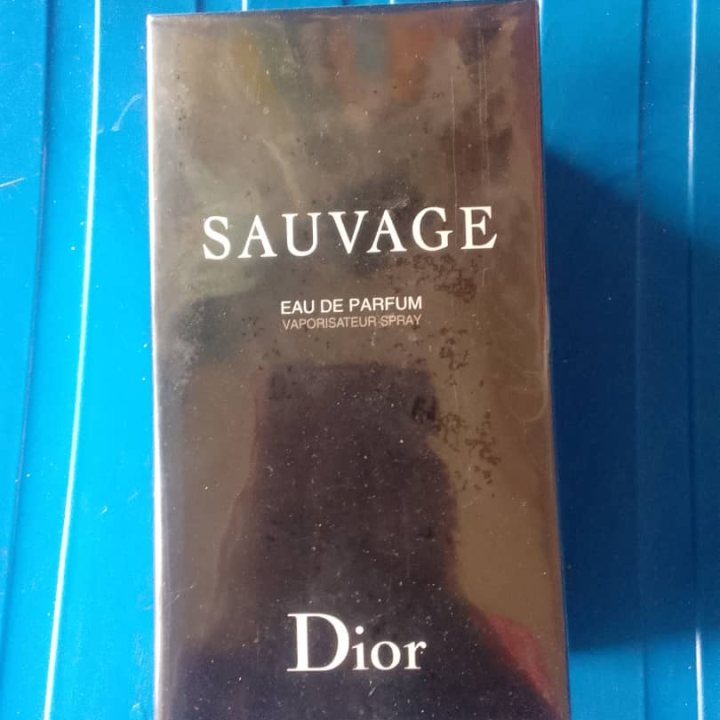 SAUVAGE
EAU DE PARFUM
VAPORISATEUR SPRAY
Dior